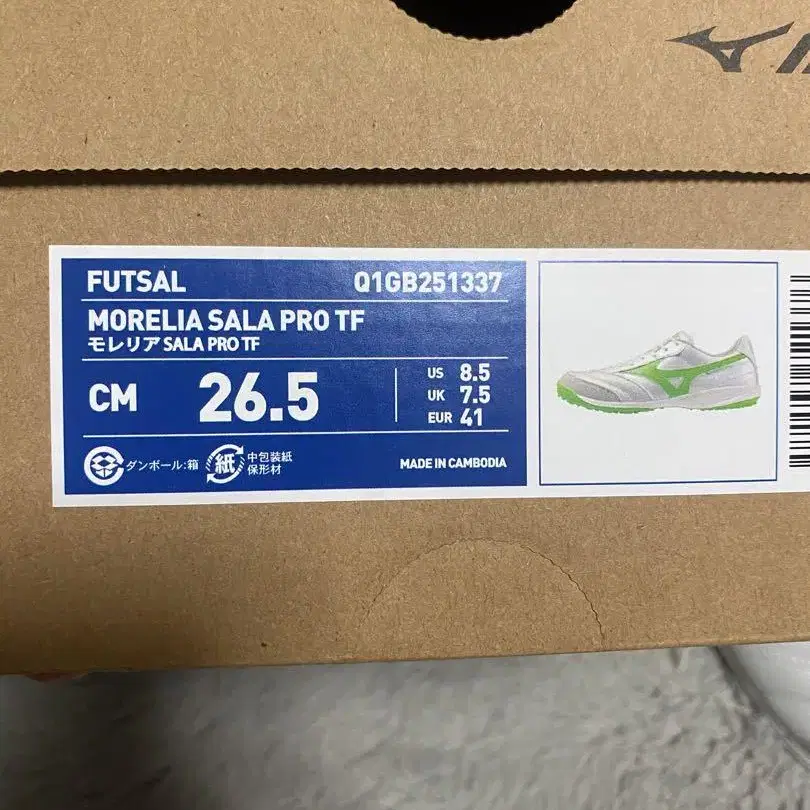 FUTSAL Q1GB251337
MORELIA SALA PRO TF
モレリア SALA PRO TF
CM 26.5
US 8.5
UK 7.5
EUR 41
ダンボール:箱
紙
中包装紙
保形材
MADE IN CAMBODIA